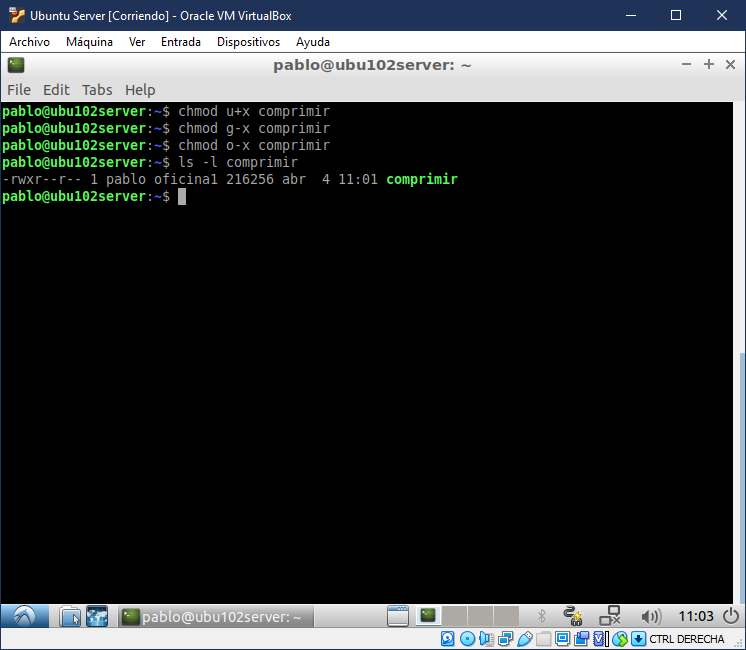 Ubuntu Server [Corriendo] - Oracle VM VirtualBox
Archivo Máquina Ver Entrada Dispositivos Ayuda
pablo@ubu102server: ~
File Edit Tabs Help
pablo@ubu102server:~$ chmod u+x comprimir
pablo@ubu102server:~$ chmod g-x comprimir
pablo@ubu102server:~$ chmod o-x comprimir
pablo@ubu102server:~$ ls -l comprimir
-rwxr--r-- 1 pablo oficina1 216256 abr  4 11:01 comprimir
pablo@ubu102server:~$
pablo@ubu102server: ~ 11:03
CTRL DERECHA